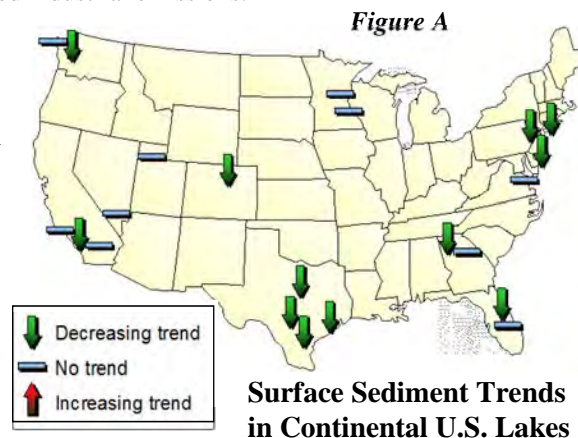 Figure A
Decreasing trend
No trend
Increasing trend
Surface Sediment Trends
in Continental U.S. Lakes